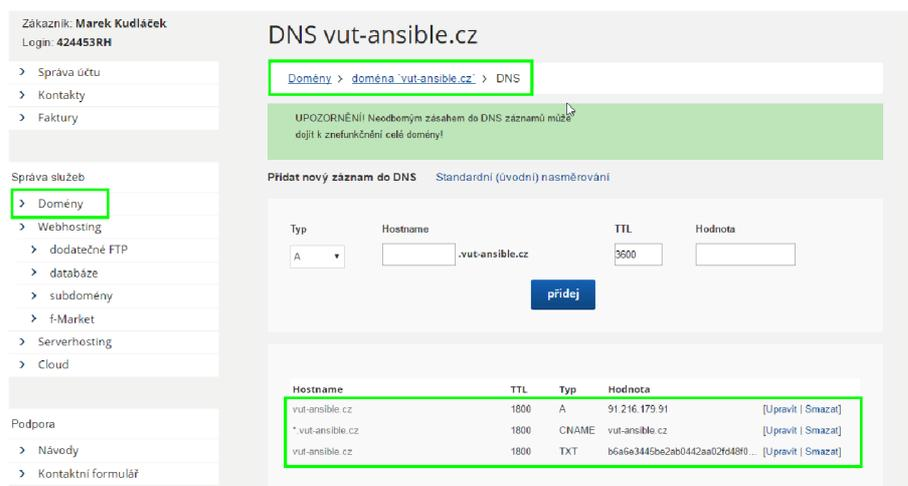 Zákazník: Marek Kudláček
Login: 424453RH
Správa účtu
Kontakty
Faktury
Správa služeb
Domény
Webhosting
dodatečné FTP
databáze
subdomény
f-Market
Serverhosting
Cloud
Podpora
Návody
Kontaktní formulář
DNS vut-ansible.cz
Domény > doména `vut-ansible.cz` > DNS
UPOZORNĚNÍ! Neodborným zásahem do DNS záznamů může
dojít k znefunkčnění celé domény!
Přidat nový záznam do DNS Standardní (úvodní) nasměrování
Typ Hostname TTL Hodnota
A .vut-ansible.cz 3600
přidej
Hostname TTL Typ Hodnota
vut-ansible.cz 1800 A 91.216.179.91 [Upravit | Smazat]
*.vut-ansible.cz 1800 CNAME vut-ansible.cz [Upravit | Smazat]
vut-ansible.cz 1800 TXT b6a6e3445be2ab0442aa02fd48f0... [Upravit | Smazat]